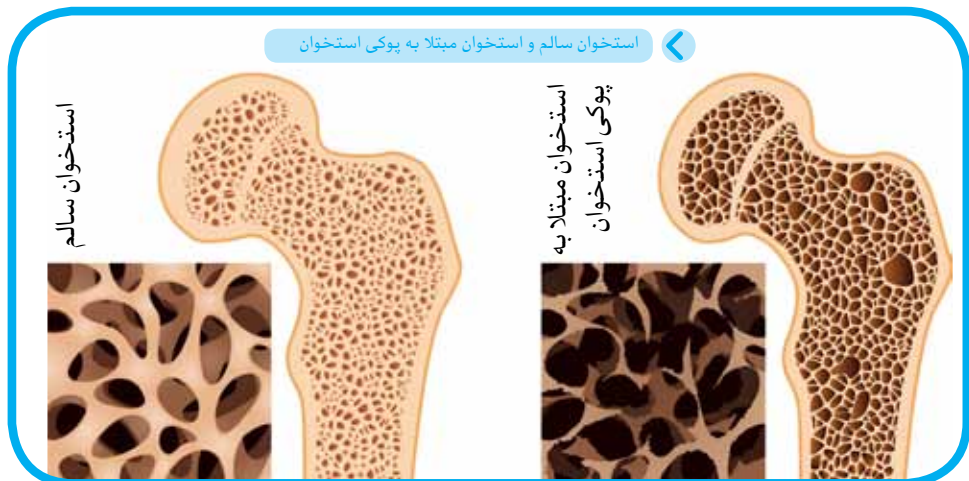 استخوان سالم و استخوان مبتلا به پوکی استخوان
استخوان مبتلا به
پوکی استخوان
استخوان سالم